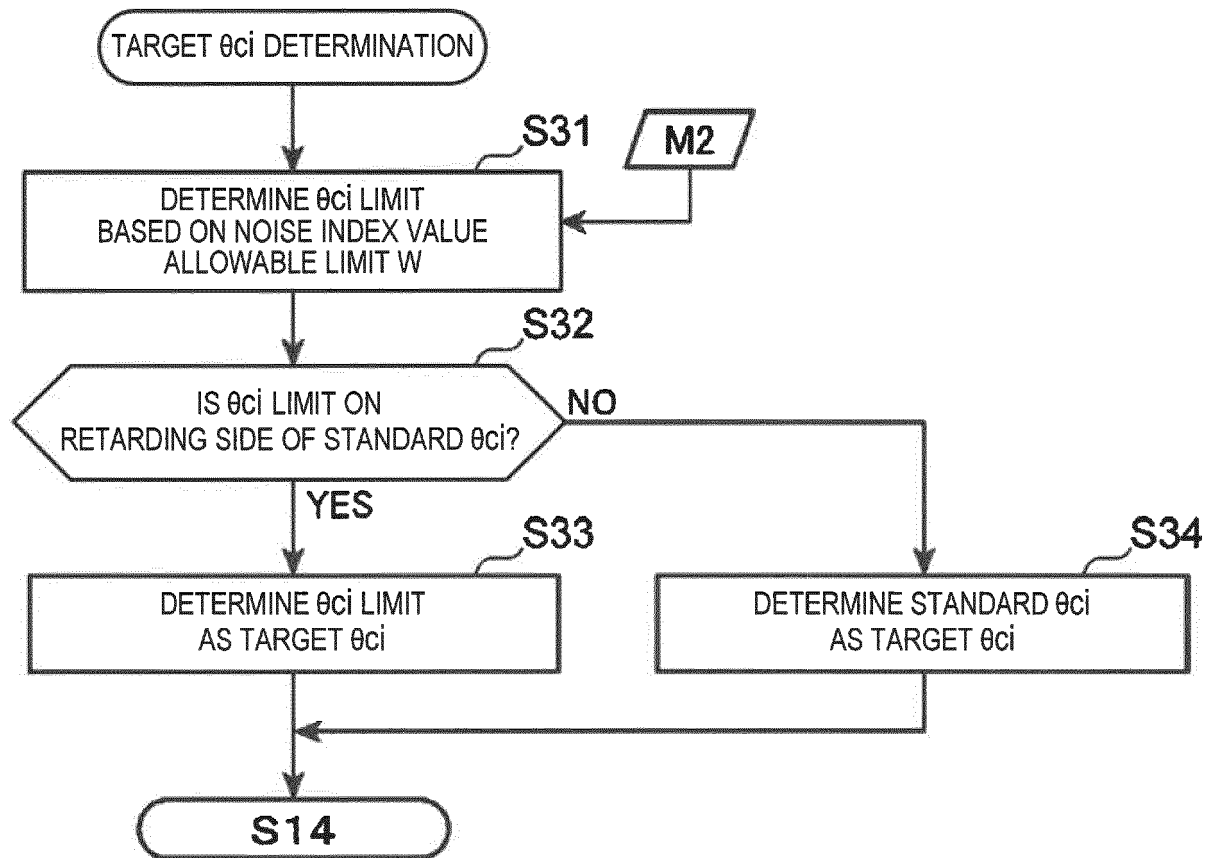 TARGET θci DETERMINATION
S31
M2
DETERMINE θci LIMIT
BASED ON NOISE INDEX VALUE
ALLOWABLE LIMIT W
S32
IS θci LIMIT ON
RETARDING SIDE OF STANDARD θci?
NO
YES
S33
DETERMINE θci LIMIT
AS TARGET θci
S34
DETERMINE STANDARD θci
AS TARGET θci
S14